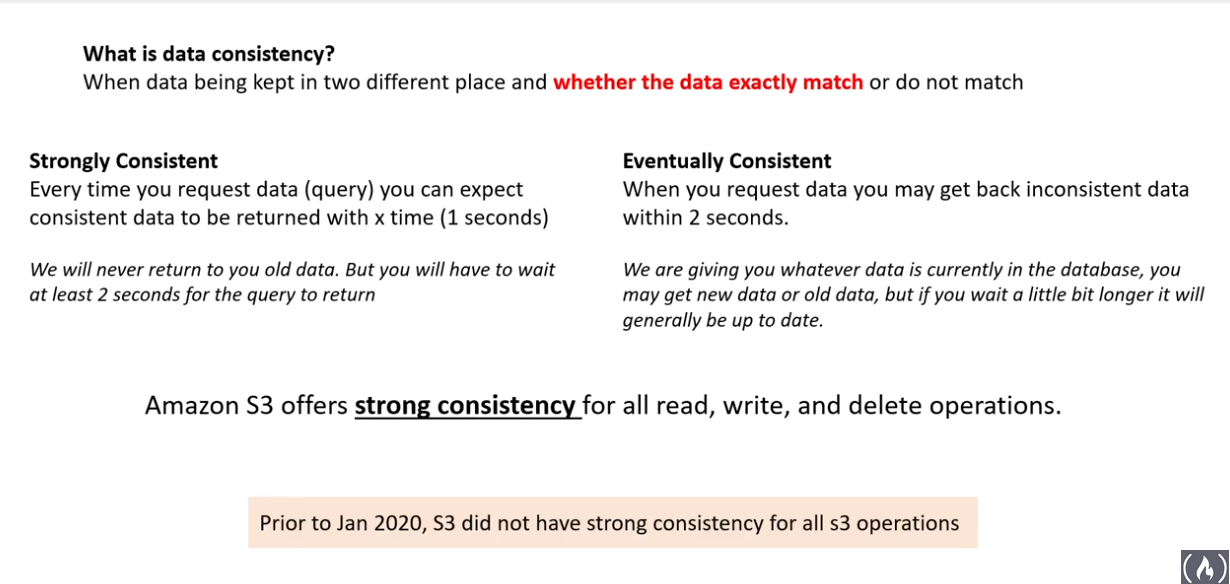 What is data consistency?
When data being kept in two different place and whether the data exactly match or do not match
Strongly Consistent
Every time you request data (query) you can expect
consistent data to be returned with x time (1 seconds)
We will never return to you old data. But you will have to wait
at least 2 seconds for the query to return
Eventually Consistent
When you request data you may get back inconsistent data
within 2 seconds.
We are giving you whatever data is currently in the database, you
may get new data or old data, but if you wait a little bit longer it will
generally be up to date.
Amazon S3 offers strong consistency for all read, write, and delete operations.
Prior to Jan 2020, S3 did not have strong consistency for all s3 operations